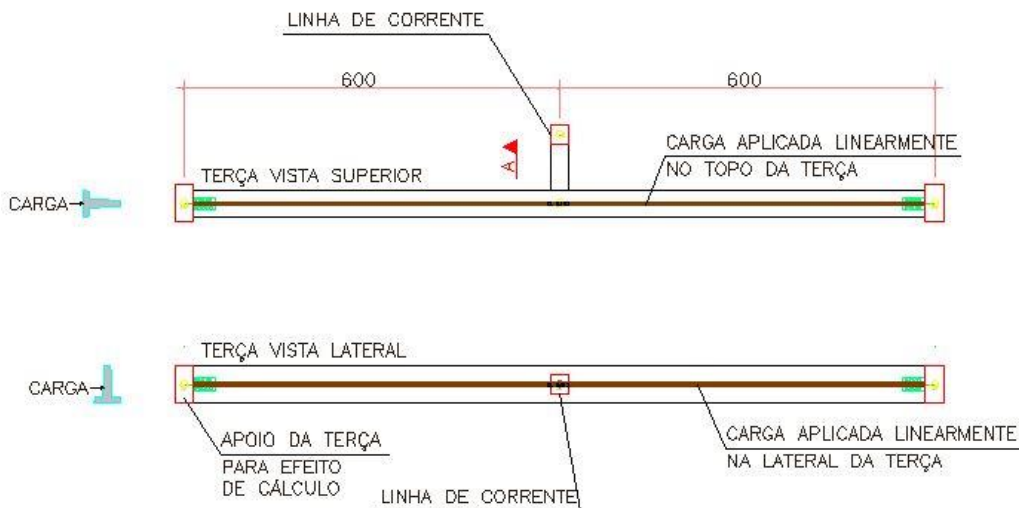 LINHA DE CORRENTE
600
600
A
TERÇA VISTA SUPERIOR
CARGA APLICADA LINEARMENTE
NO TOPO DA TERÇA
CARGA
TERÇA VISTA LATERAL
CARGA
APOIO DA TERÇA
PARA EFEITO
DE CÁLCULO
CARGA APLICADA LINEARMENTE
NA LATERAL DA TERÇA
LINHA DE CORRENTE